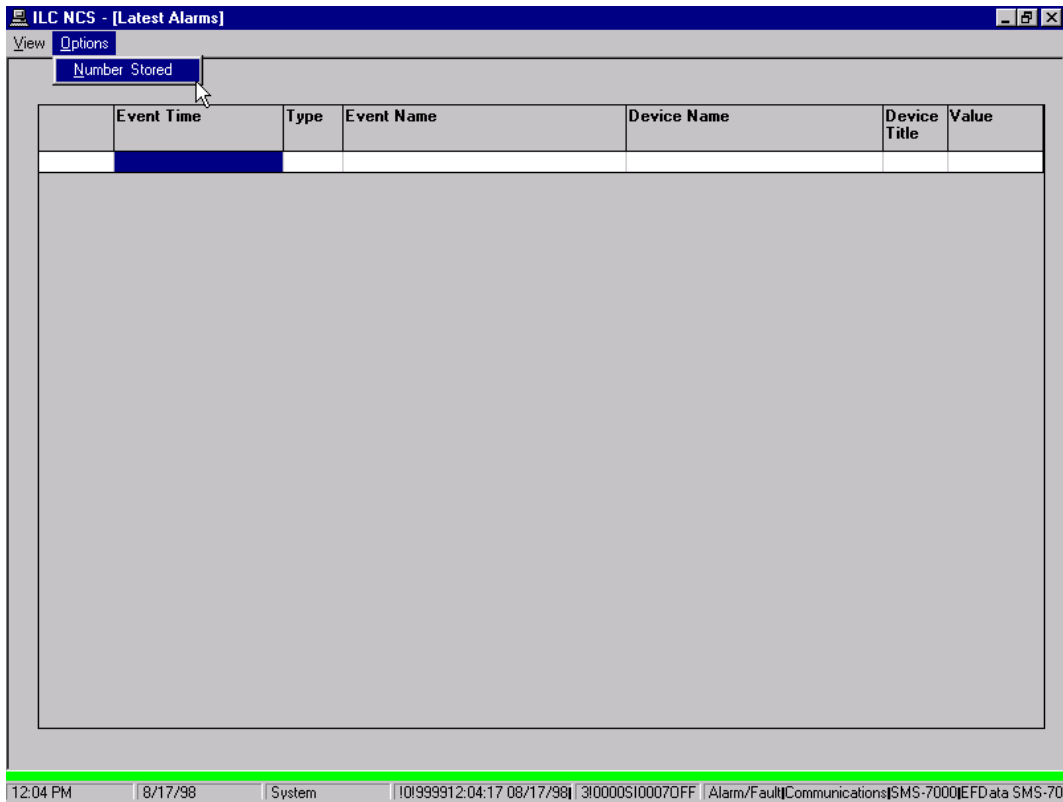 ILC NCS - [Latest Alarms]
View Options
Number Stored
Event Time Type Event Name Device Name Device Title Value
12:04 PM 8/17/98 System !0!999912:04:17 08/17/98 3!0000S!00070FF Alarm/Fault Communications SMS-7000 EFData SMS-70